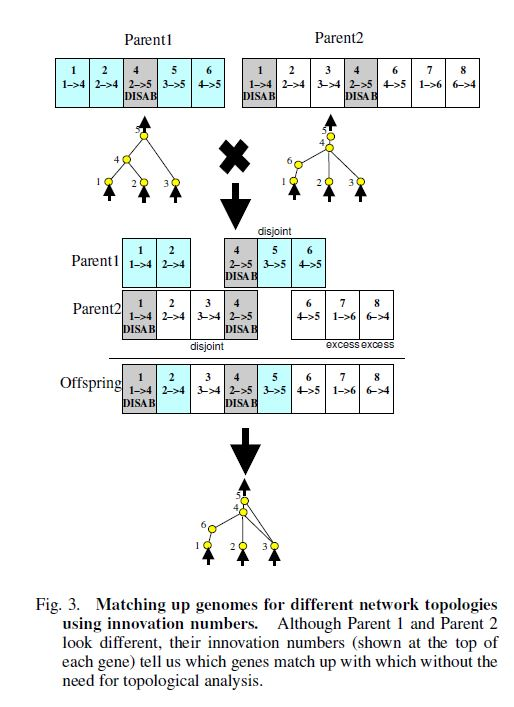 Parent1 Parent2
1 2 4 5 6 1 2 3 4 6 7 8
1->4 2->4 2->5 3->5 4->5 1->4 2->4 3->4 2->5 4->5 1->6 6->4
DISAB DISAB DISAB
5 5
4 4
6
1 2 3 1 2 3
disjoint
Parent1 1 2 4 5 6
1->4 2->4 2->5 3->5 4->5
DISAB
Parent2 1 2 3 4 6 7 8
1->4 2->4 3->4 2->5 4->5 1->6 6->4
DISAB DISAB
disjoint excess excess
Offspring 1 2 3 4 5 6 7 8
1->4 2->4 3->4 2->5 3->5 4->5 1->6 6->4
DISAB DISAB
5
4
6
1 2 3
Fig. 3. Matching up genomes for different network topologies
using innovation numbers. Although Parent 1 and Parent 2
look different, their innovation numbers (shown at the top of
each gene) tell us which genes match up with which without the
need for topological analysis.